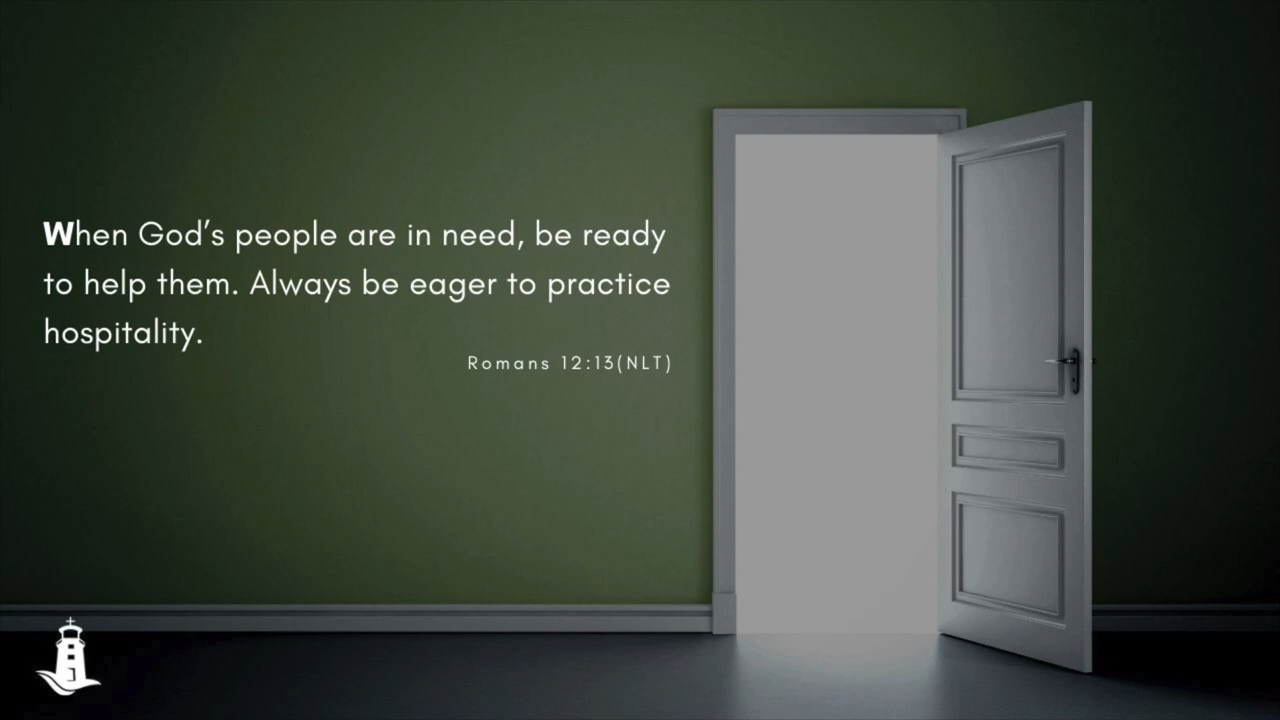 When God’s people are in need, be ready
to help them. Always be eager to practice
hospitality.
Romans 12:13(NLT)